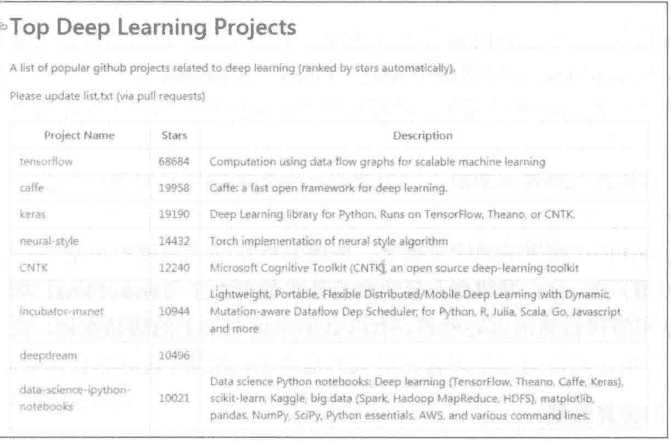 Top Deep Learning Projects
A list of popular github projects related to deep learning (ranked by stars automatically).
Please update list.txt (via pull requests)
Project Name Stars Description
tensorflow 68684 Computation using data flow graphs for scalable machine learning
caffe 19958 Caffe: a fast open framework for deep learning.
keras 19190 Deep Learning library for Python. Runs on TensorFlow, Theano, or CNTK.
neural-style 14432 Torch implementation of neural style algorithm
CNTK 12240 Microsoft Cognitive Toolkit (CNTK), an open source deep-learning toolkit
incubator-mxnet 10944 Lightweight, Portable, Flexible Distributed/Mobile Deep Learning with Dynamic,
Mutation-aware Dataflow Dep Scheduler; for Python, R, Julia, Scala, Go, Javascript
and more
deepdream 10496
data-science-ipython-
notebooks 10021 Data science Python notebooks: Deep learning (TensorFlow, Theano, Caffe, Keras),
scikit-learn, Kaggle, big data (Spark, Hadoop MapReduce, HDFS), matplotlib,
pandas, NumPy, SciPy, Python essentials, AWS, and various command lines.